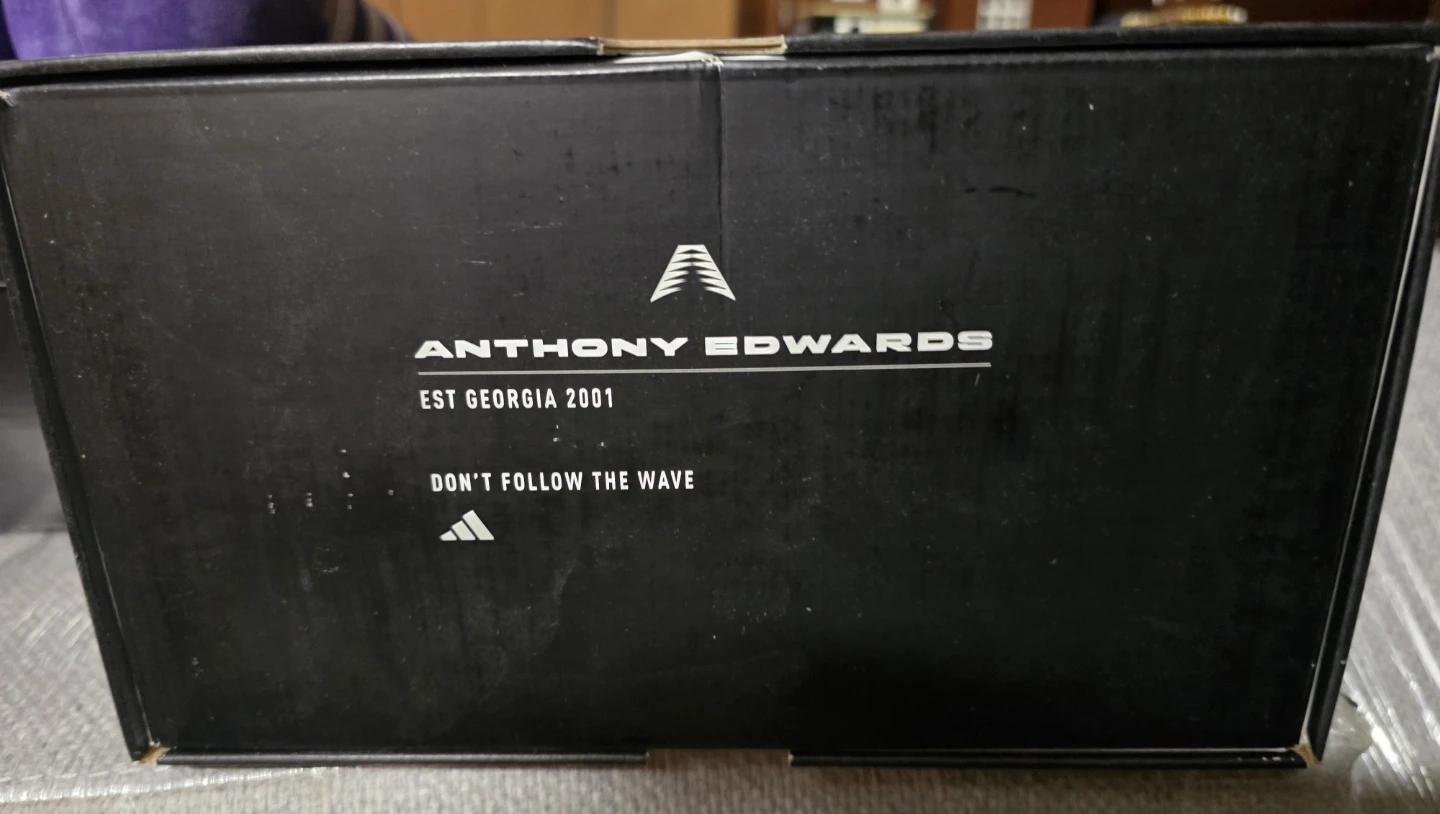 ANTHONY EDWARDS
EST GEORGIA 2001
DON'T FOLLOW THE WAVE